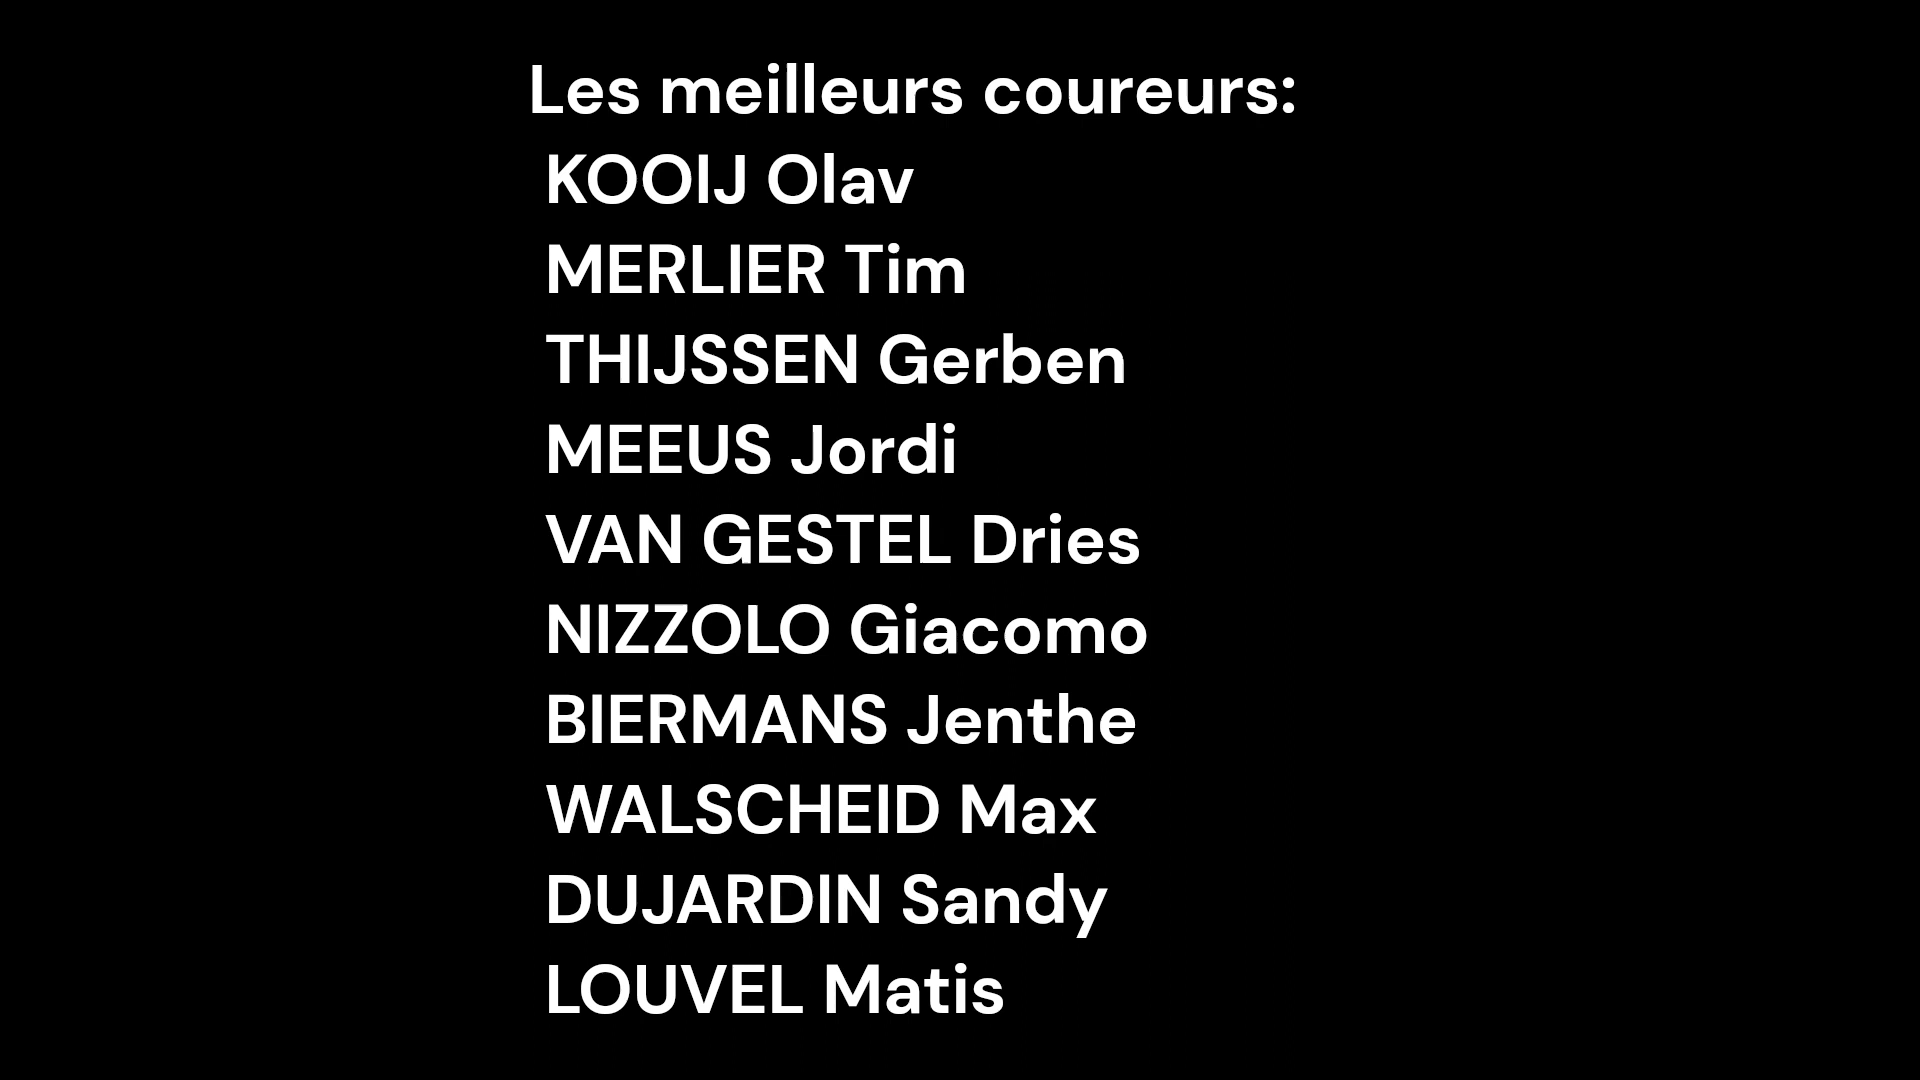 Les meilleurs coureurs:
KOOIJ Olav
MERLIER Tim
THIJSSEN Gerben
MEEUS Jordi
VAN GESTEL Dries
NIZZOLO Giacomo
BIERMANS Jenthe
WALSCHEID Max
DUJARDIN Sandy
LOUVEL Matis